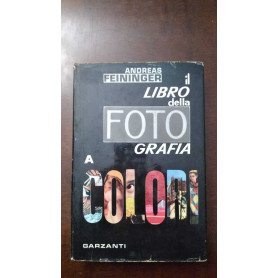 ANDREAS
FEININGER il
LIBRO
della
FOTO
GRAFIA
A
COLORI
GARZANTI